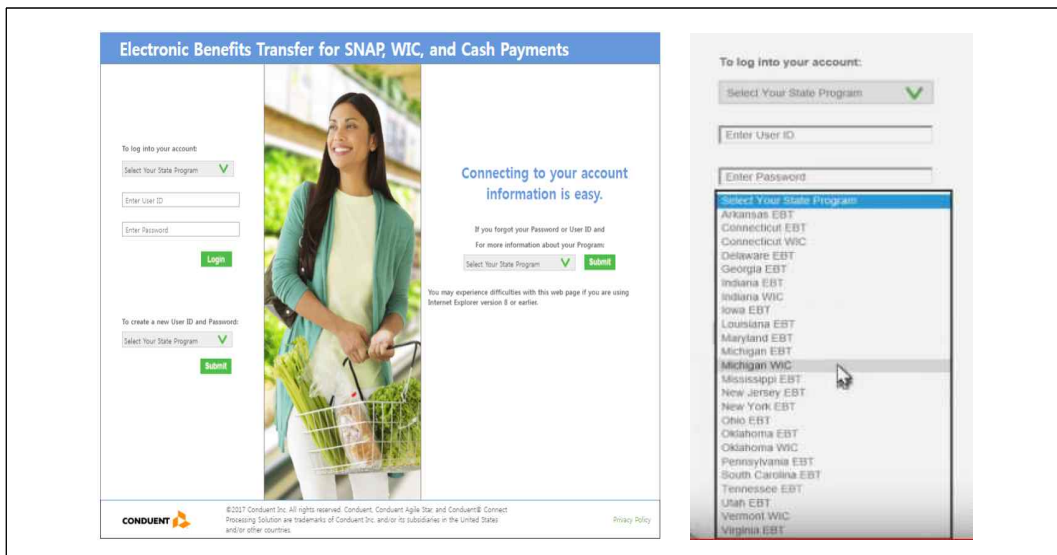 Electronic Benefits Transfer for SNAP, WIC, and Cash Payments
To log into your account:
Select Your State Program
Enter User ID
Enter Password
Login
To create a new User ID and Password:
Select Your State Program
Submit
Connecting to your account
information is easy.
If you forgot your Password or User ID and
For more information about your Program:
Select Your State Program
Submit
You may experience difficulties with this web page if you are using
Internet Explorer version 8 or earlier.
CONDUENT
©2017 Conduent Inc. All rights reserved. Conduent, Conduent Agile Star, and Conduent® Connect
Processing Solution are trademarks of Conduent Inc. and/or its subsidiaries in the United States
and/or other countries.
Privacy Policy
To log into your account:
Select Your State Program
Enter User ID
Enter Password
Select Your State Program
Arkansas EBT
Connecticut EBT
Connecticut WIC
Delaware EBT
Georgia EBT
Indiana EBT
Indiana WIC
Iowa EBT
Louisiana EBT
Maryland EBT
Michigan EBT
Michigan WIC
Mississippi EBT
New Jersey EBT
New York EBT
Ohio EBT
Oklahoma EBT
Oklahoma WIC
Pennsylvania EBT
South Carolina EBT
Tennessee EBT
Utah EBT
Vermont WIC
Virginia EBT